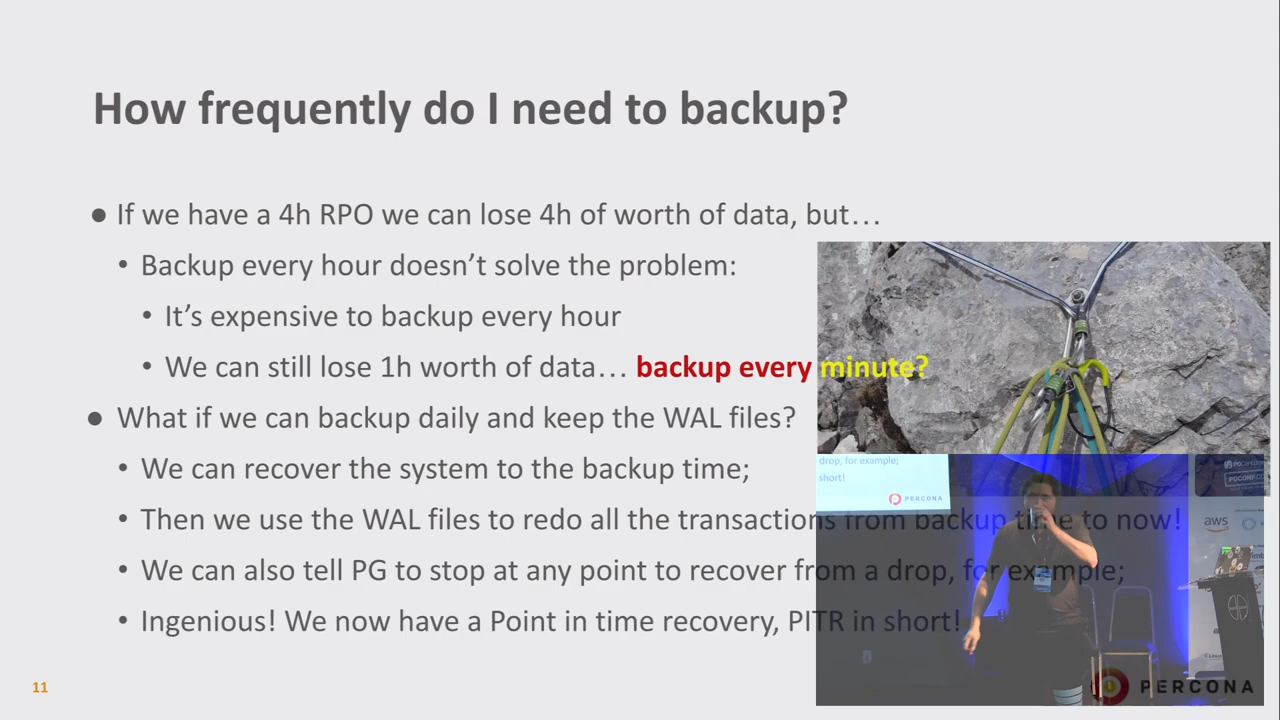 How frequently do I need to backup?
● If we have a 4h RPO we can lose 4h of worth of data, but…
• Backup every hour doesn’t solve the problem:
• It’s expensive to backup every hour
• We can still lose 1h worth of data… backup every minute?
● What if we can backup daily and keep the WAL files?
• We can recover the system to the backup time;
• Then we use the WAL files to redo all the transactions from backup time to now!
• We can also tell PG to stop at any point to recover from a drop, for example;
• Ingenious! We now have a Point in time recovery, PITR in short!
drop, for example;
short!
PERCONA
aws
11
PERCONA